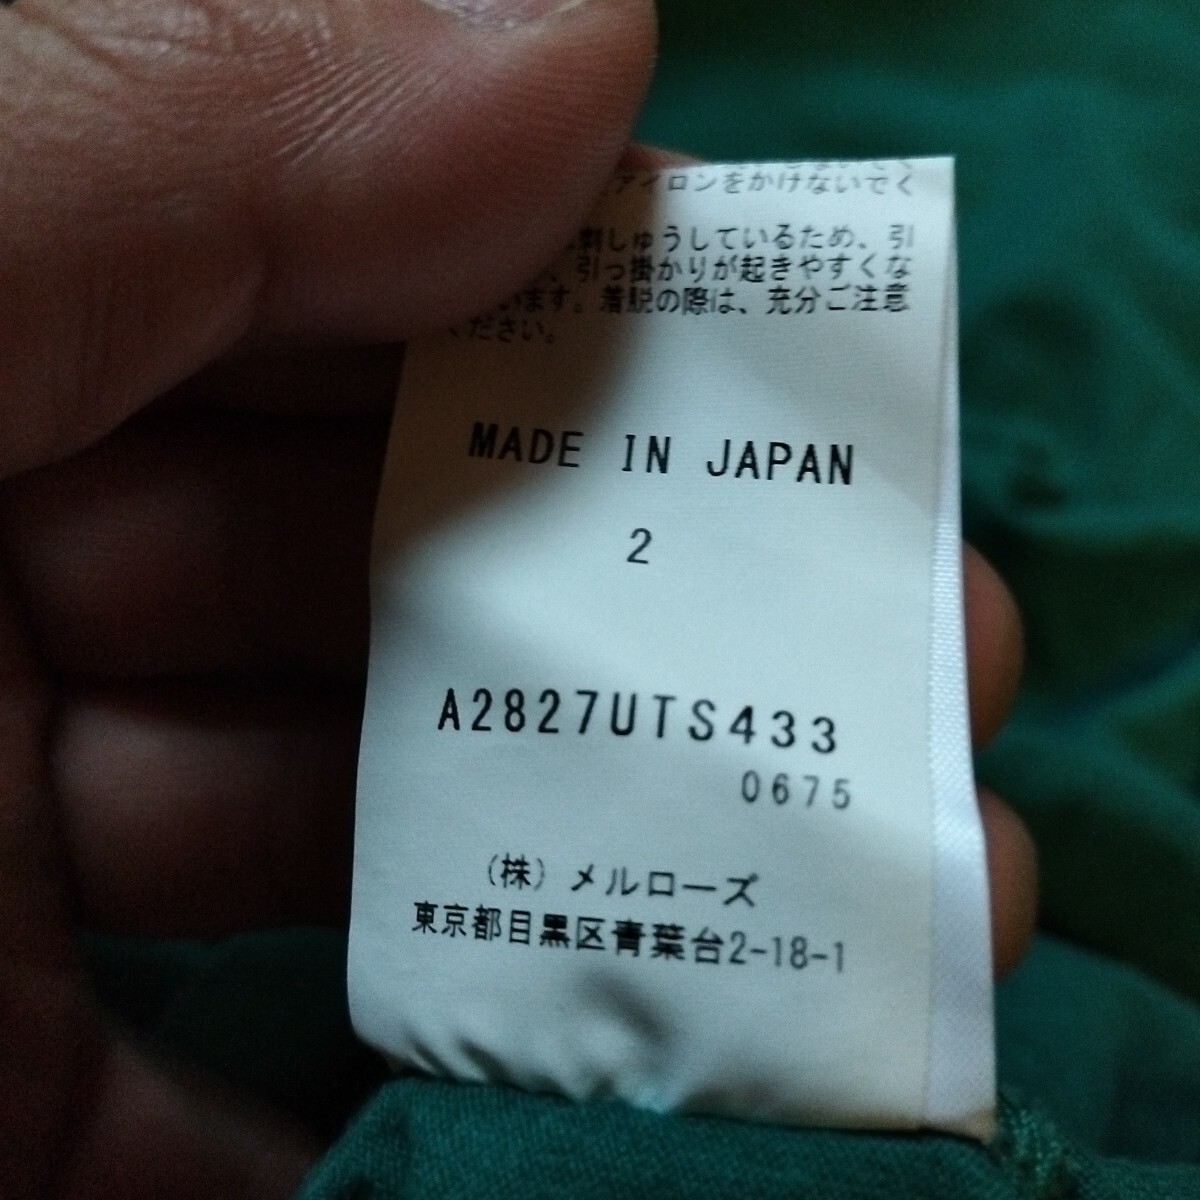 アイロンをかけないでく
刺しゅうしているため、引
、引っ掛かりが起きやすくな
います。着脱の際は、充分ご注意
ください。
MADE IN JAPAN
2
A2827UTS433
0675
(株)メルローズ
東京都目黒区青葉台2-18-1